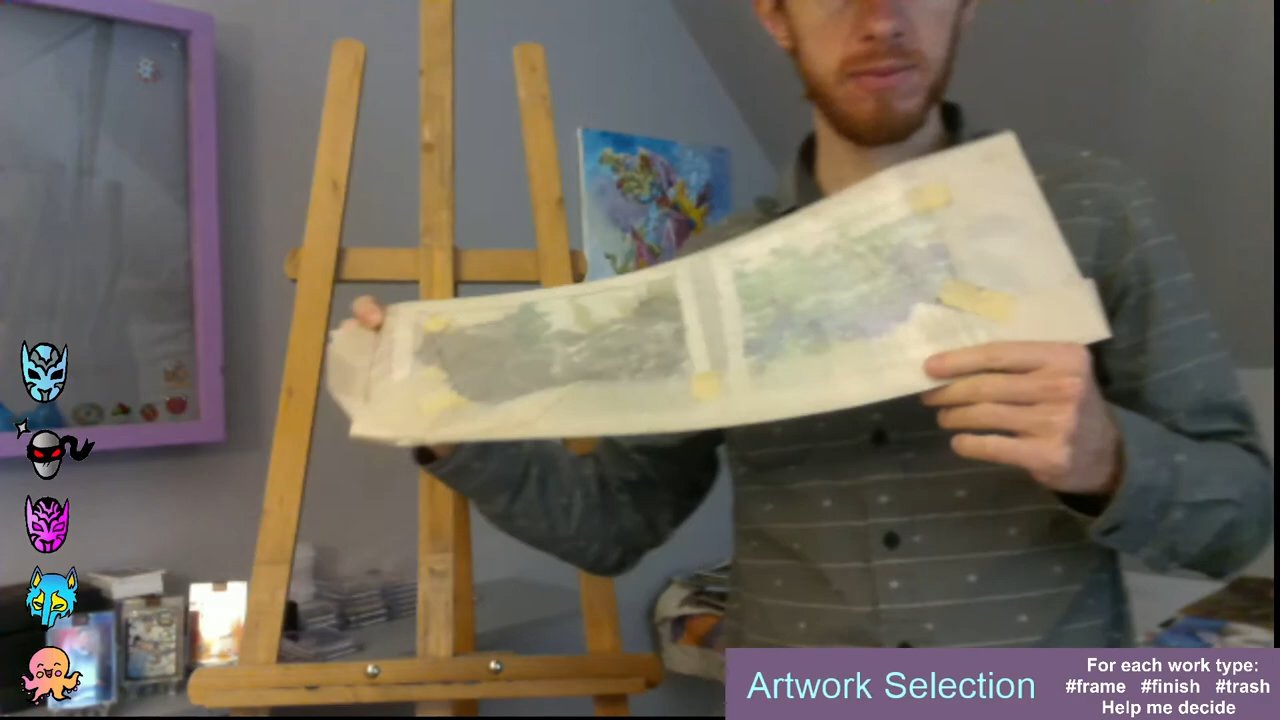 Artwork Selection
For each work type:
#frame #finish #trash
Help me decide